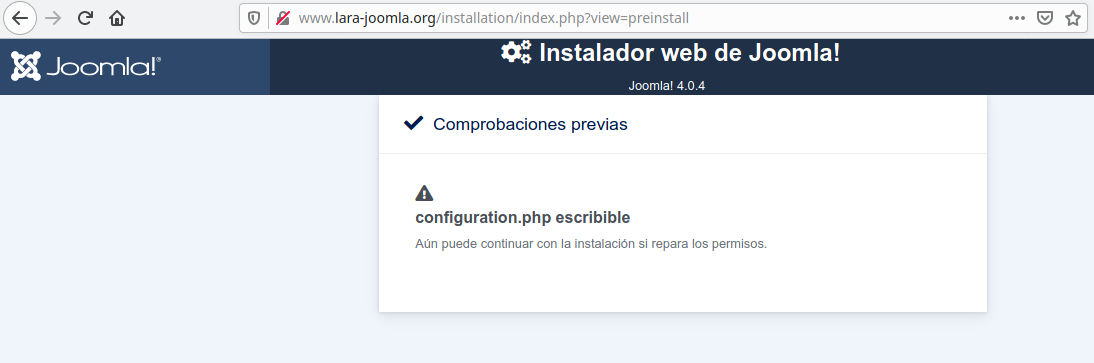 www.lara-joomla.org/installation/index.php?view=preinstall
Joomla!®
Instalador web de Joomla!
Joomla! 4.0.4
Comprobaciones previas
configuration.php escribible
Aún puede continuar con la instalación si repara los permisos.